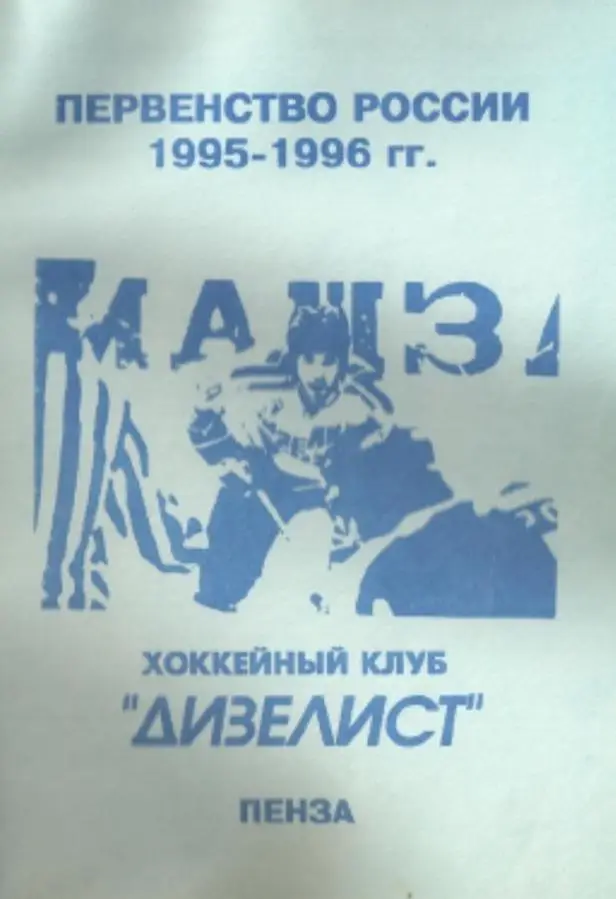 ПЕРВЕНСТВО РОССИИ
1995-1996 гг.
ХОККЕЙНЫЙ КЛУБ
"ДИЗЕЛИСТ"
ПЕНЗА